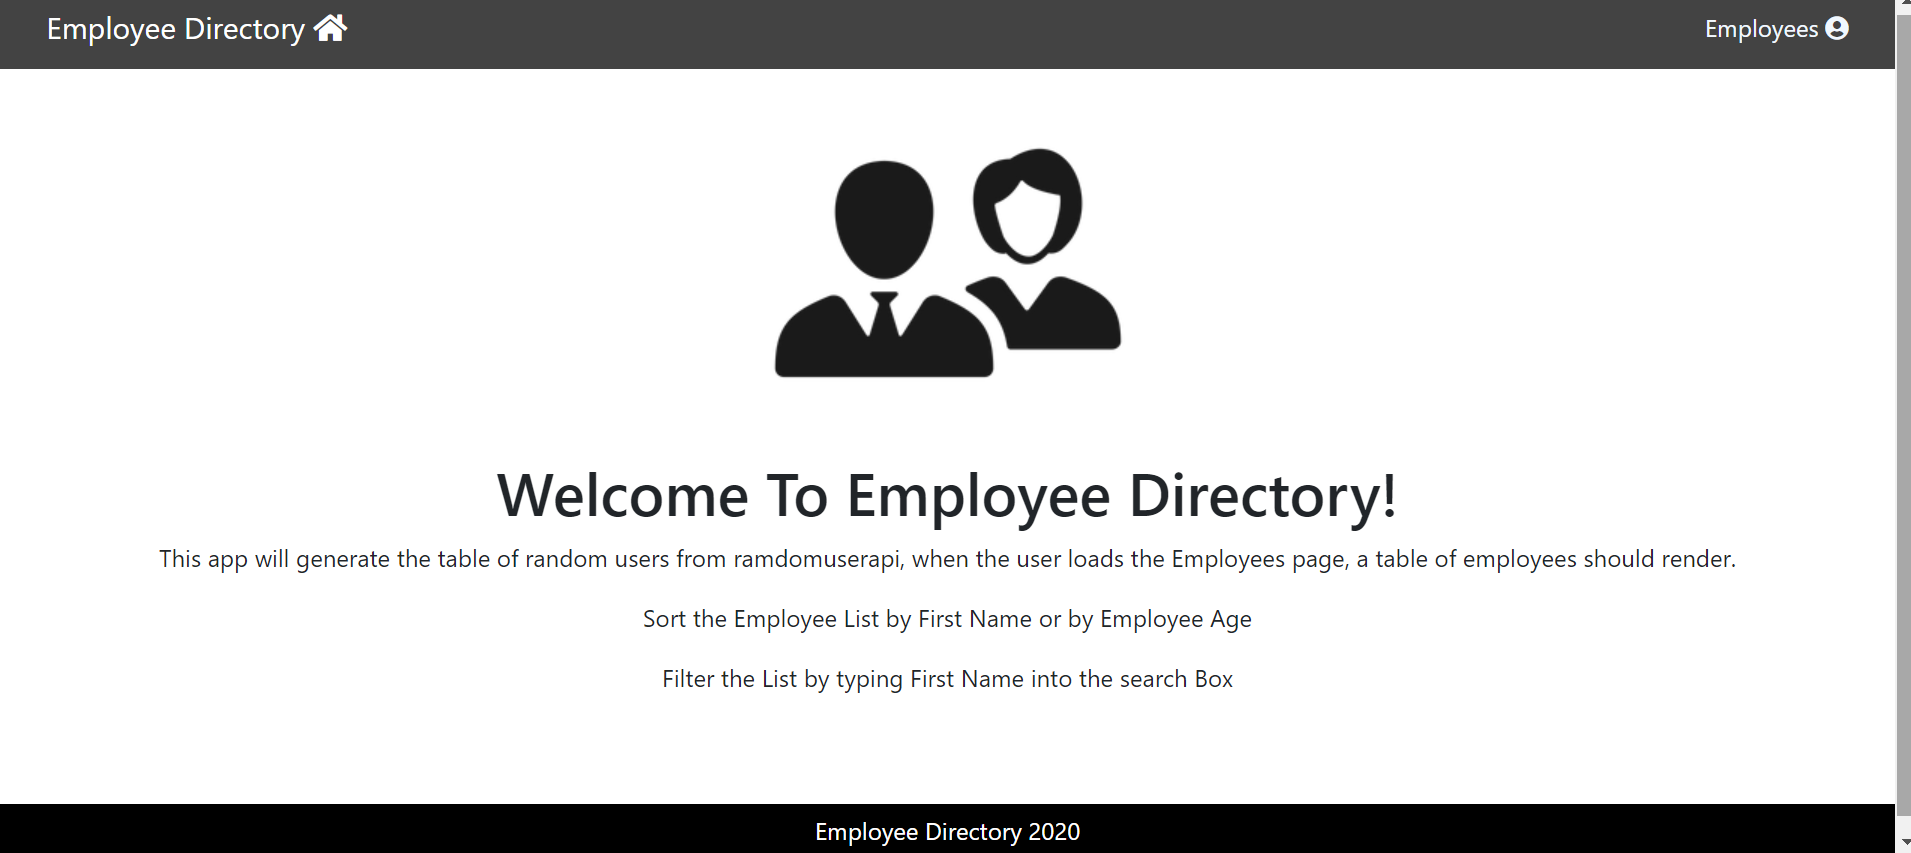 Employee Directory
Employees
Welcome To Employee Directory!
This app will generate the table of random users from ramdomuserapi, when the user loads the Employees page, a table of employees should render.
Sort the Employee List by First Name or by Employee Age
Filter the List by typing First Name into the search Box
Employee Directory 2020